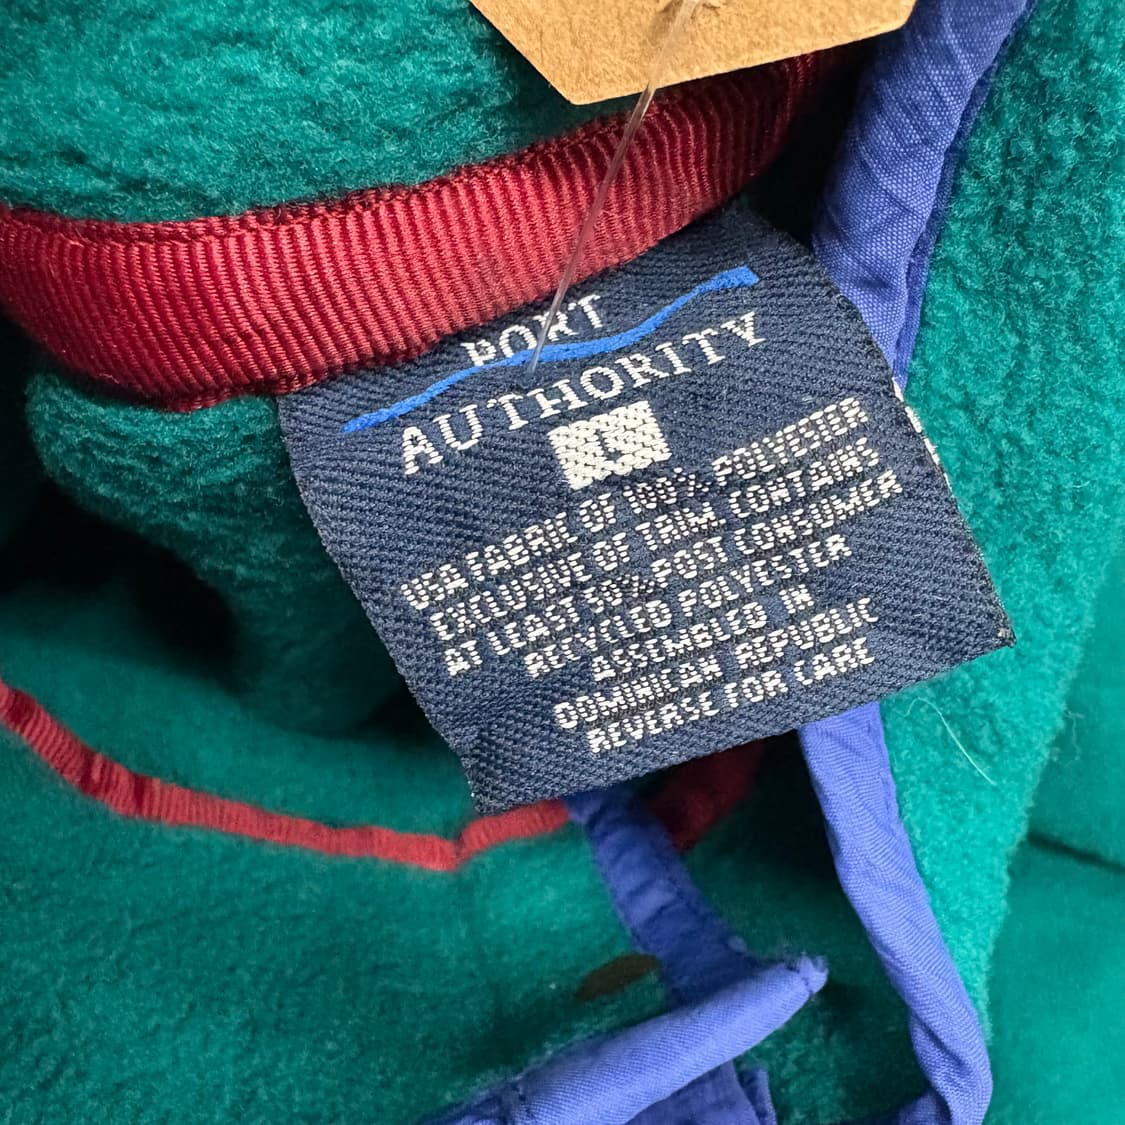 PORT
AUTHORITY
L
USA FABRIC OF 100% POLYESTER
EXCLUSIVE OF TRIM. CONTAINS
AT LEAST 50% POST CONSUMER
RECYCLED POLYESTER
ASSEMBLED IN
DOMINICAN REPUBLIC
REVERSE FOR CARE